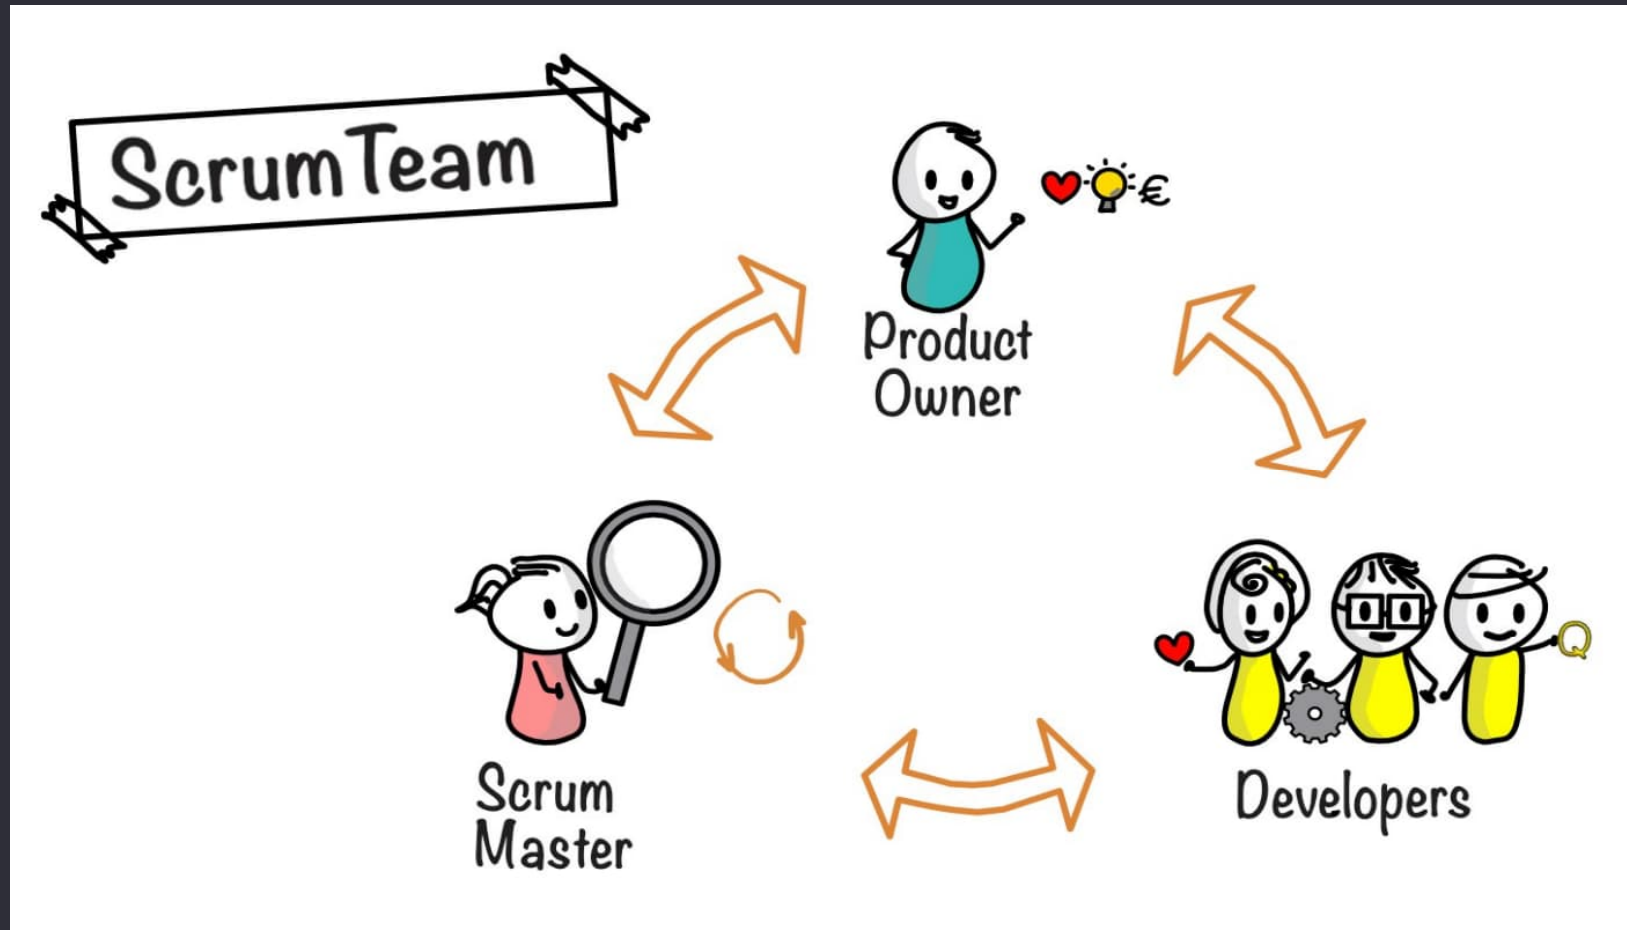 Scrum Team
€
Product
Owner
Q
Scrum
Master
Developers